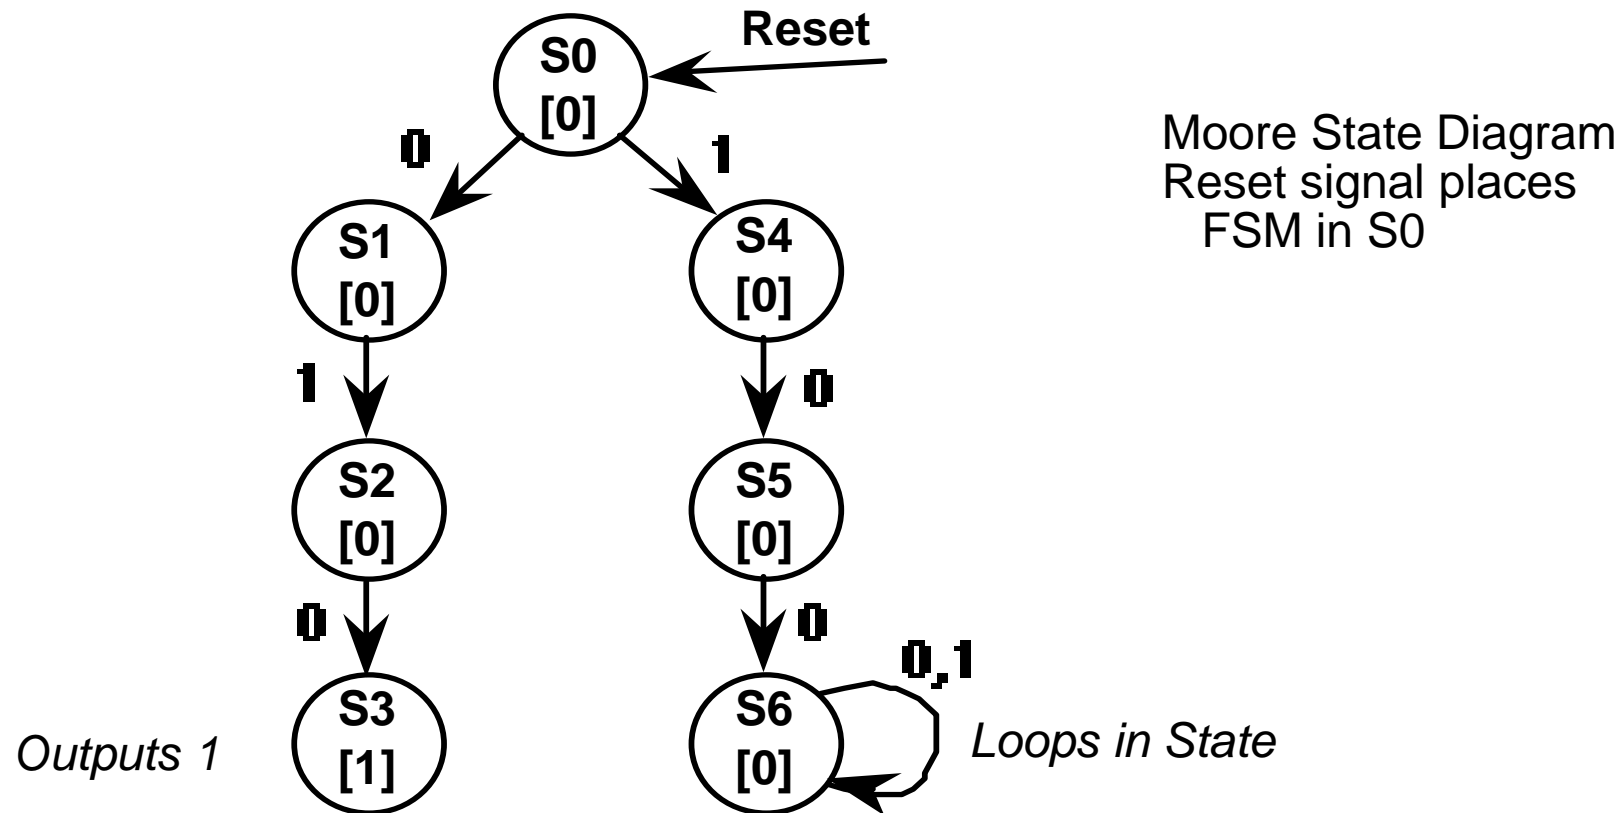 Reset
S0
[0]
0
1
Moore State Diagram
Reset signal places
FSM in S0
S1
[0]
S4
[0]
1
0
S2
[0]
S5
[0]
0
0
0,1
S3
[1]
S6
[0]
Outputs 1
Loops in State